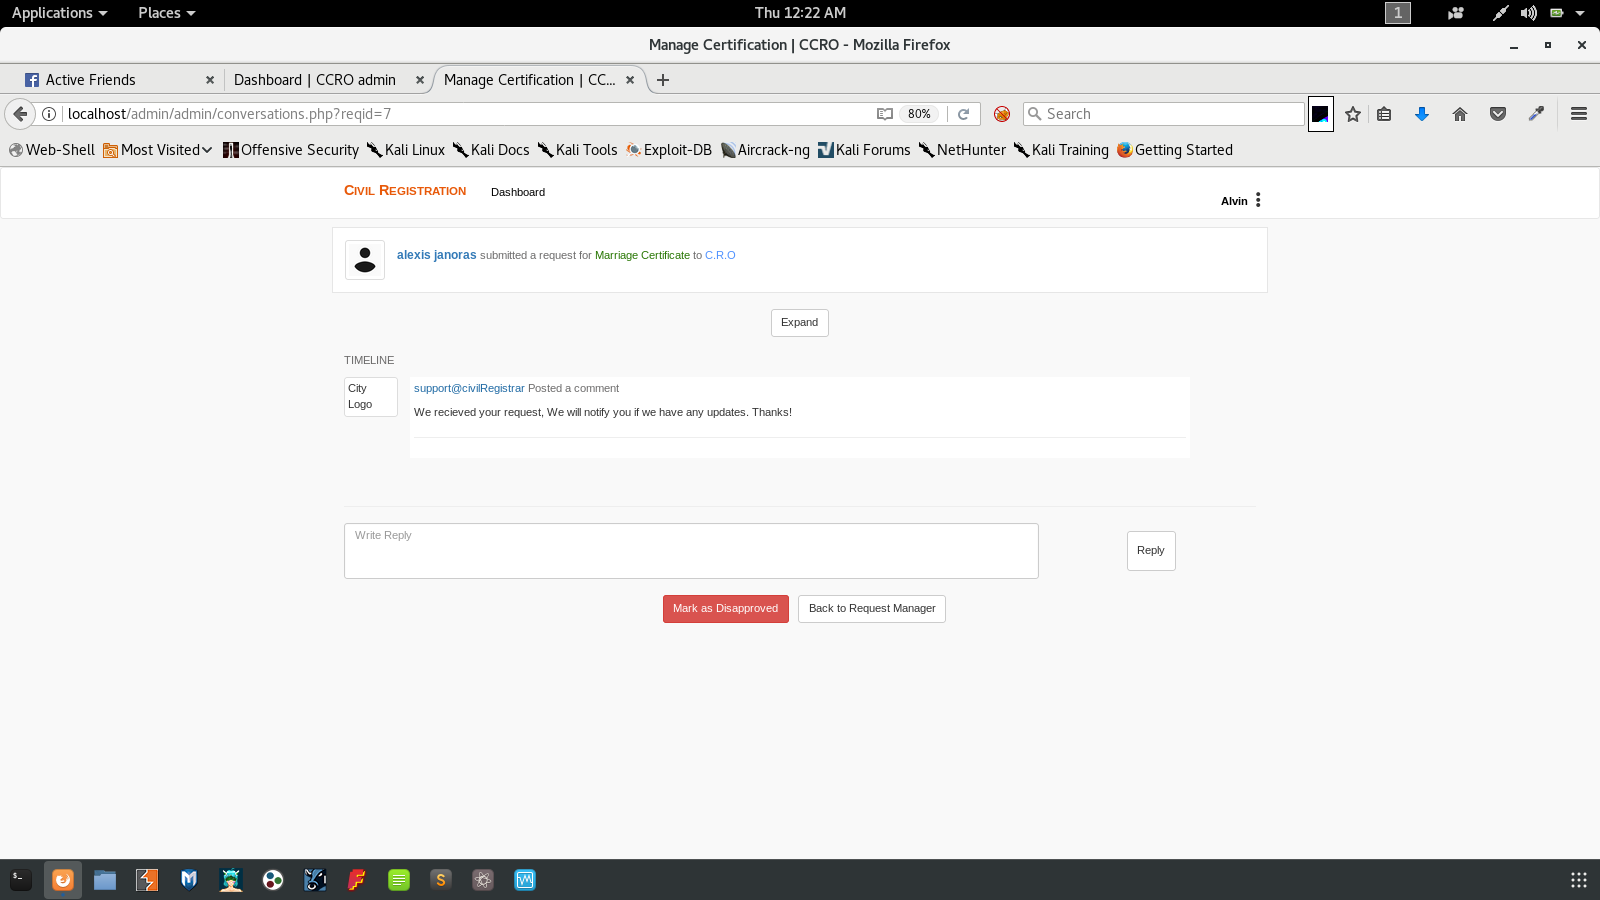 Applications Places Thu 12:22 AM 1
Manage Certification | CCRO - Mozilla Firefox
Active Friends Dashboard | CCRO admin Manage Certification | CC...
localhost/admin/admin/conversations.php?reqid=7 80% Search
Web-Shell Most Visited Offensive Security Kali Linux Kali Docs Kali Tools Exploit-DB Aircrack-ng Kali Forums NetHunter Kali Training Getting Started
CIVIL REGISTRATION Dashboard
Alvin
alexis janoras submitted a request for Marriage Certificate to C.R.O
Expand
TIMELINE
City
Logo
support@civilRegistrar Posted a comment
We recieved your request, We will notify you if we have any updates. Thanks!
Write Reply
Reply
Mark as Disapproved Back to Request Manager